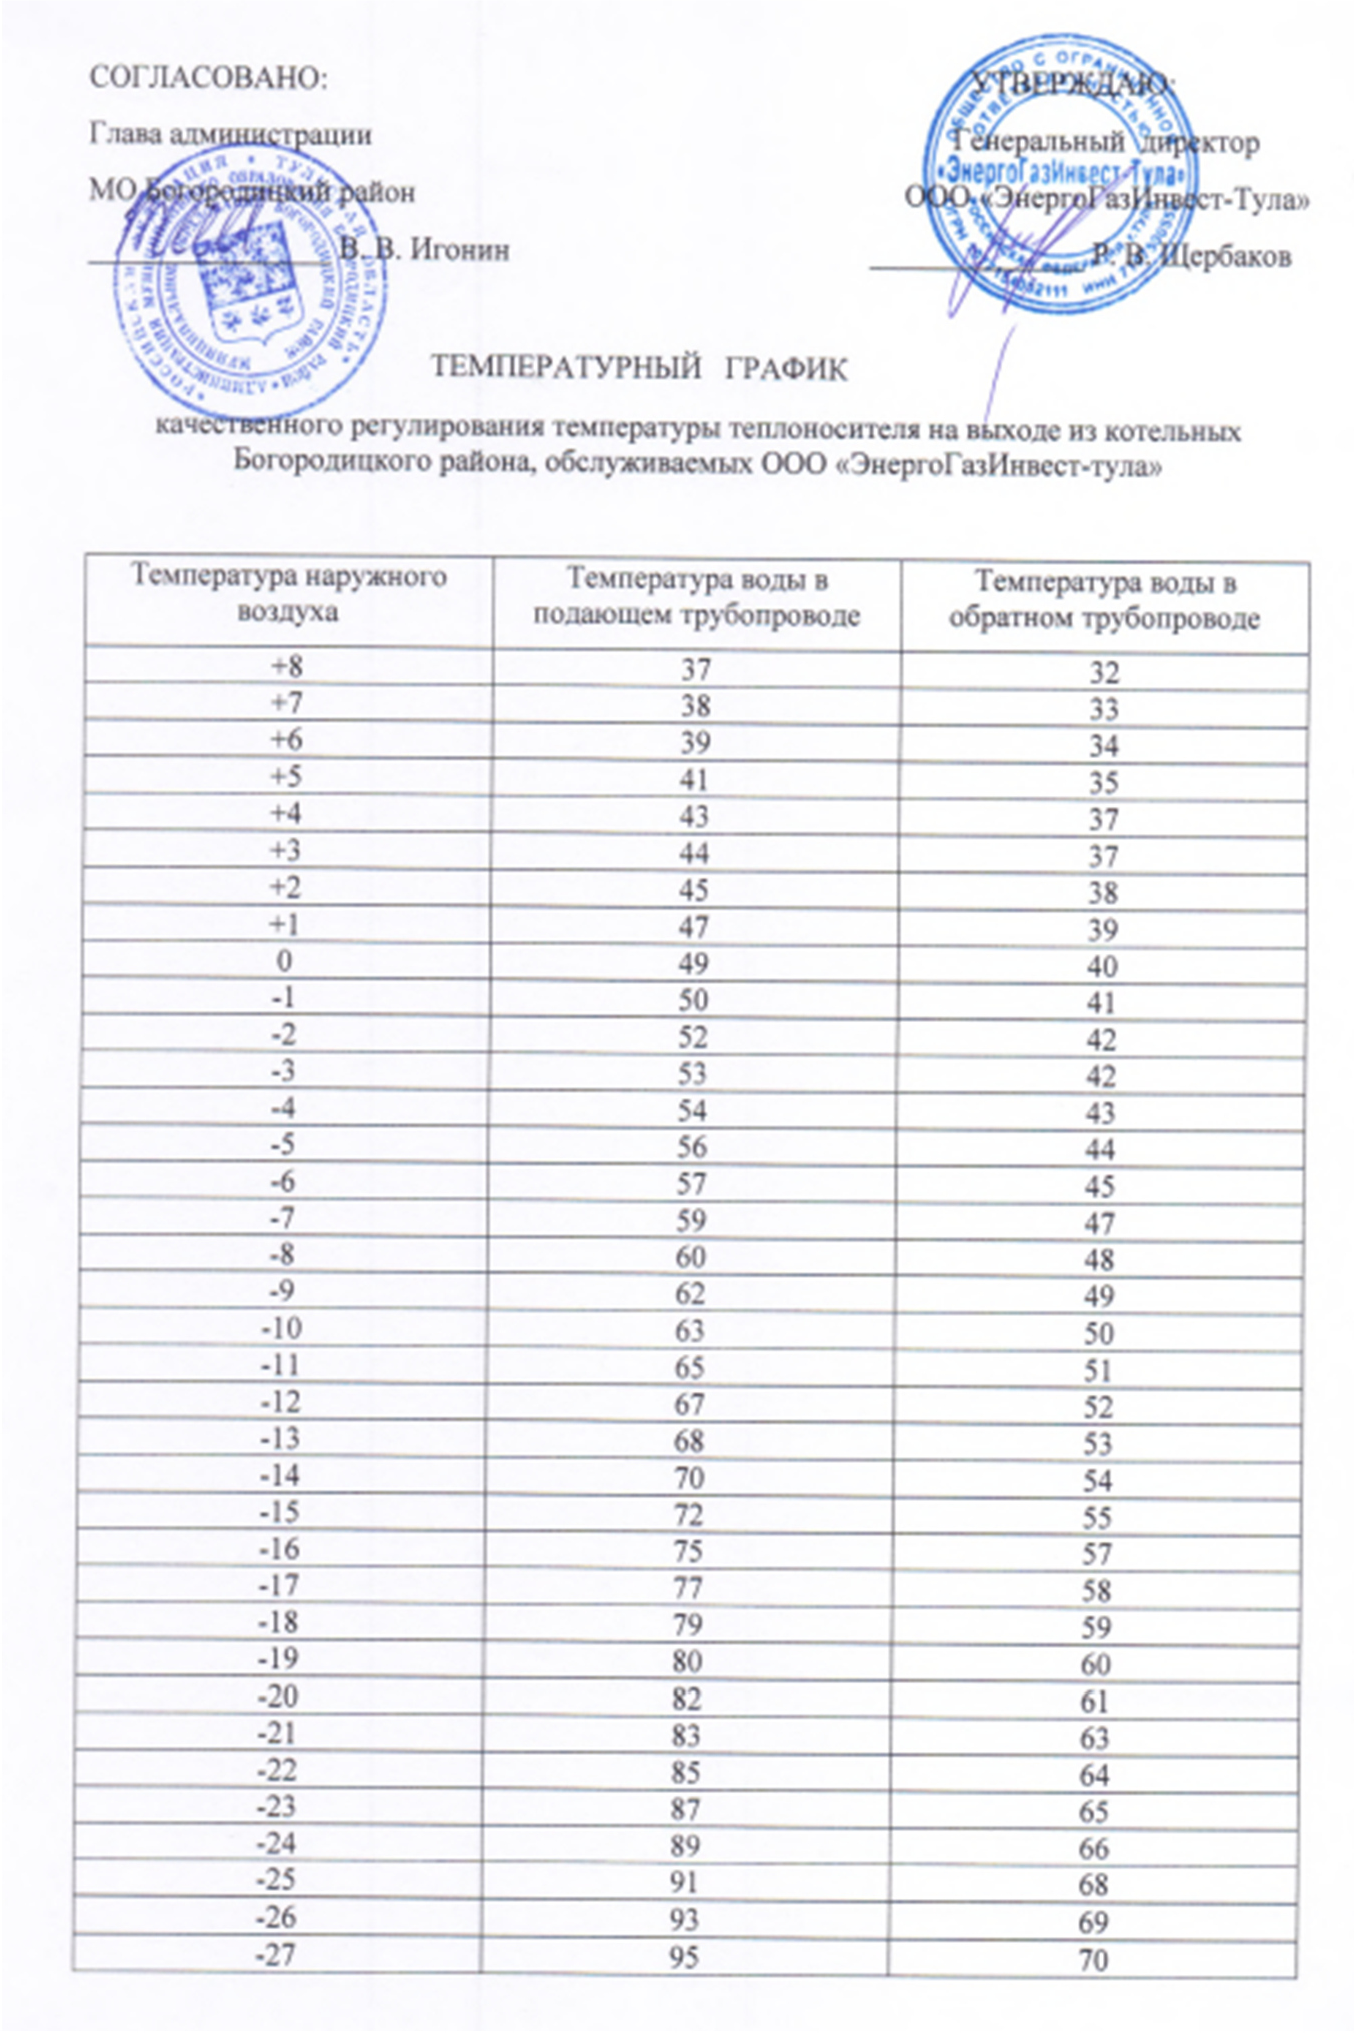 СОГЛАСОВАНО:
Глава администрации
МО Богородицкий район
В. В. Игонин
УТВЕРЖДАЮ:
Генеральный директор
ООО «ЭнергоГазИнвест-Тула»
Р. В. Щербаков
ОБЩЕСТВО С ОГРАНИЧЕННОЙ
ОТВЕТСТВЕННОСТЬЮ
«ЭнергоГазИнвест-Тула»
ТЕМПЕРАТУРНЫЙ ГРАФИК
качественного регулирования температуры теплоносителя на выходе из котельных
Богородицкого района, обслуживаемых ООО «ЭнергоГазИнвест-тула»
Температура наружного воздуха Температура воды в подающем трубопроводе Температура воды в обратном трубопроводе
+8 37 32
+7 38 33
+6 39 34
+5 41 35
+4 43 37
+3 44 37
+2 45 38
+1 47 39
0 49 40
-1 50 41
-2 52 42
-3 53 42
-4 54 43
-5 56 44
-6 57 45
-7 59 47
-8 60 48
-9 62 49
-10 63 50
-11 65 51
-12 67 52
-13 68 53
-14 70 54
-15 72 55
-16 75 57
-17 77 58
-18 79 59
-19 80 60
-20 82 61
-21 83 63
-22 85 64
-23 87 65
-24 89 66
-25 91 68
-26 93 69
-27 95 70